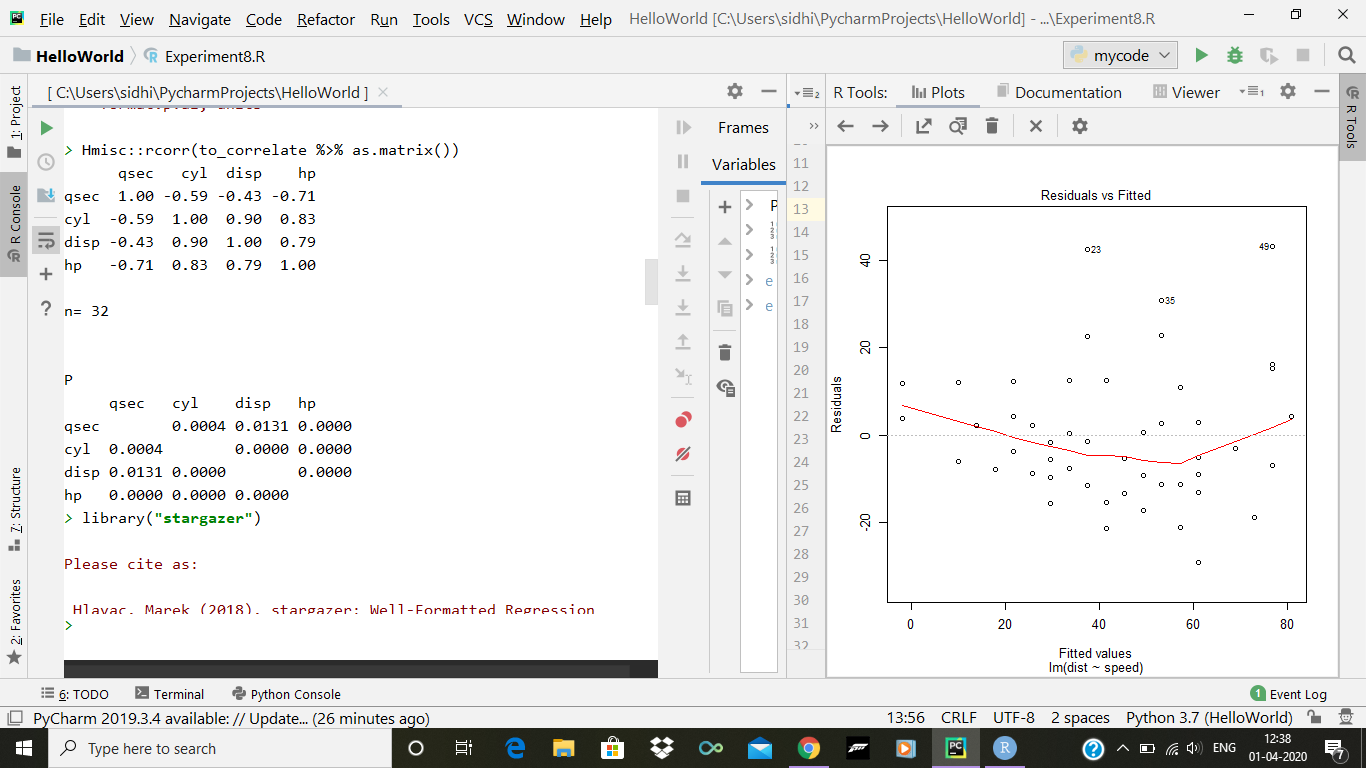 File Edit View Navigate Code Refactor Run Tools VCS Window Help HelloWorld [C:\Users\sidhi\PycharmProjects\HelloWorld] - ...\Experiment8.R
HelloWorld Experiment8.R mycode
[ C:\Users\sidhi\PycharmProjects\HelloWorld ]
R Tools: Plots Documentation Viewer
1: Project
R Console
7: Structure
2: Favorites
> Hmisc::rcorr(to_correlate %>% as.matrix())
qsec cyl disp hp
qsec 1.00 -0.59 -0.43 -0.71
cyl -0.59 1.00 0.90 0.83
disp -0.43 0.90 1.00 0.79
hp -0.71 0.83 0.79 1.00
n= 32
P
qsec cyl disp hp
qsec 0.0004 0.0131 0.0000
cyl 0.0004 0.0000 0.0000
disp 0.0131 0.0000 0.0000
hp 0.0000 0.0000 0.0000
> library("stargazer")
Please cite as:
Hlavac, Marek (2018). stargazer: Well-Formatted Regression
>
Frames
Variables
P
e
e
11
12
13
14
15
16
17
18
19
20
21
22
23
24
25
26
27
28
29
30
31
32
R Tools
Residuals vs Fitted
Residuals
40
20
0
-20
23
49
35
0 20 40 60 80
Fitted values
lm(dist ~ speed)
6: TODO Terminal Python Console 1 Event Log
PyCharm 2019.3.4 available: // Update... (26 minutes ago) 13:56 CRLF UTF-8 2 spaces Python 3.7 (HelloWorld)
Type here to search
ENG
12:38
01-04-2020
7